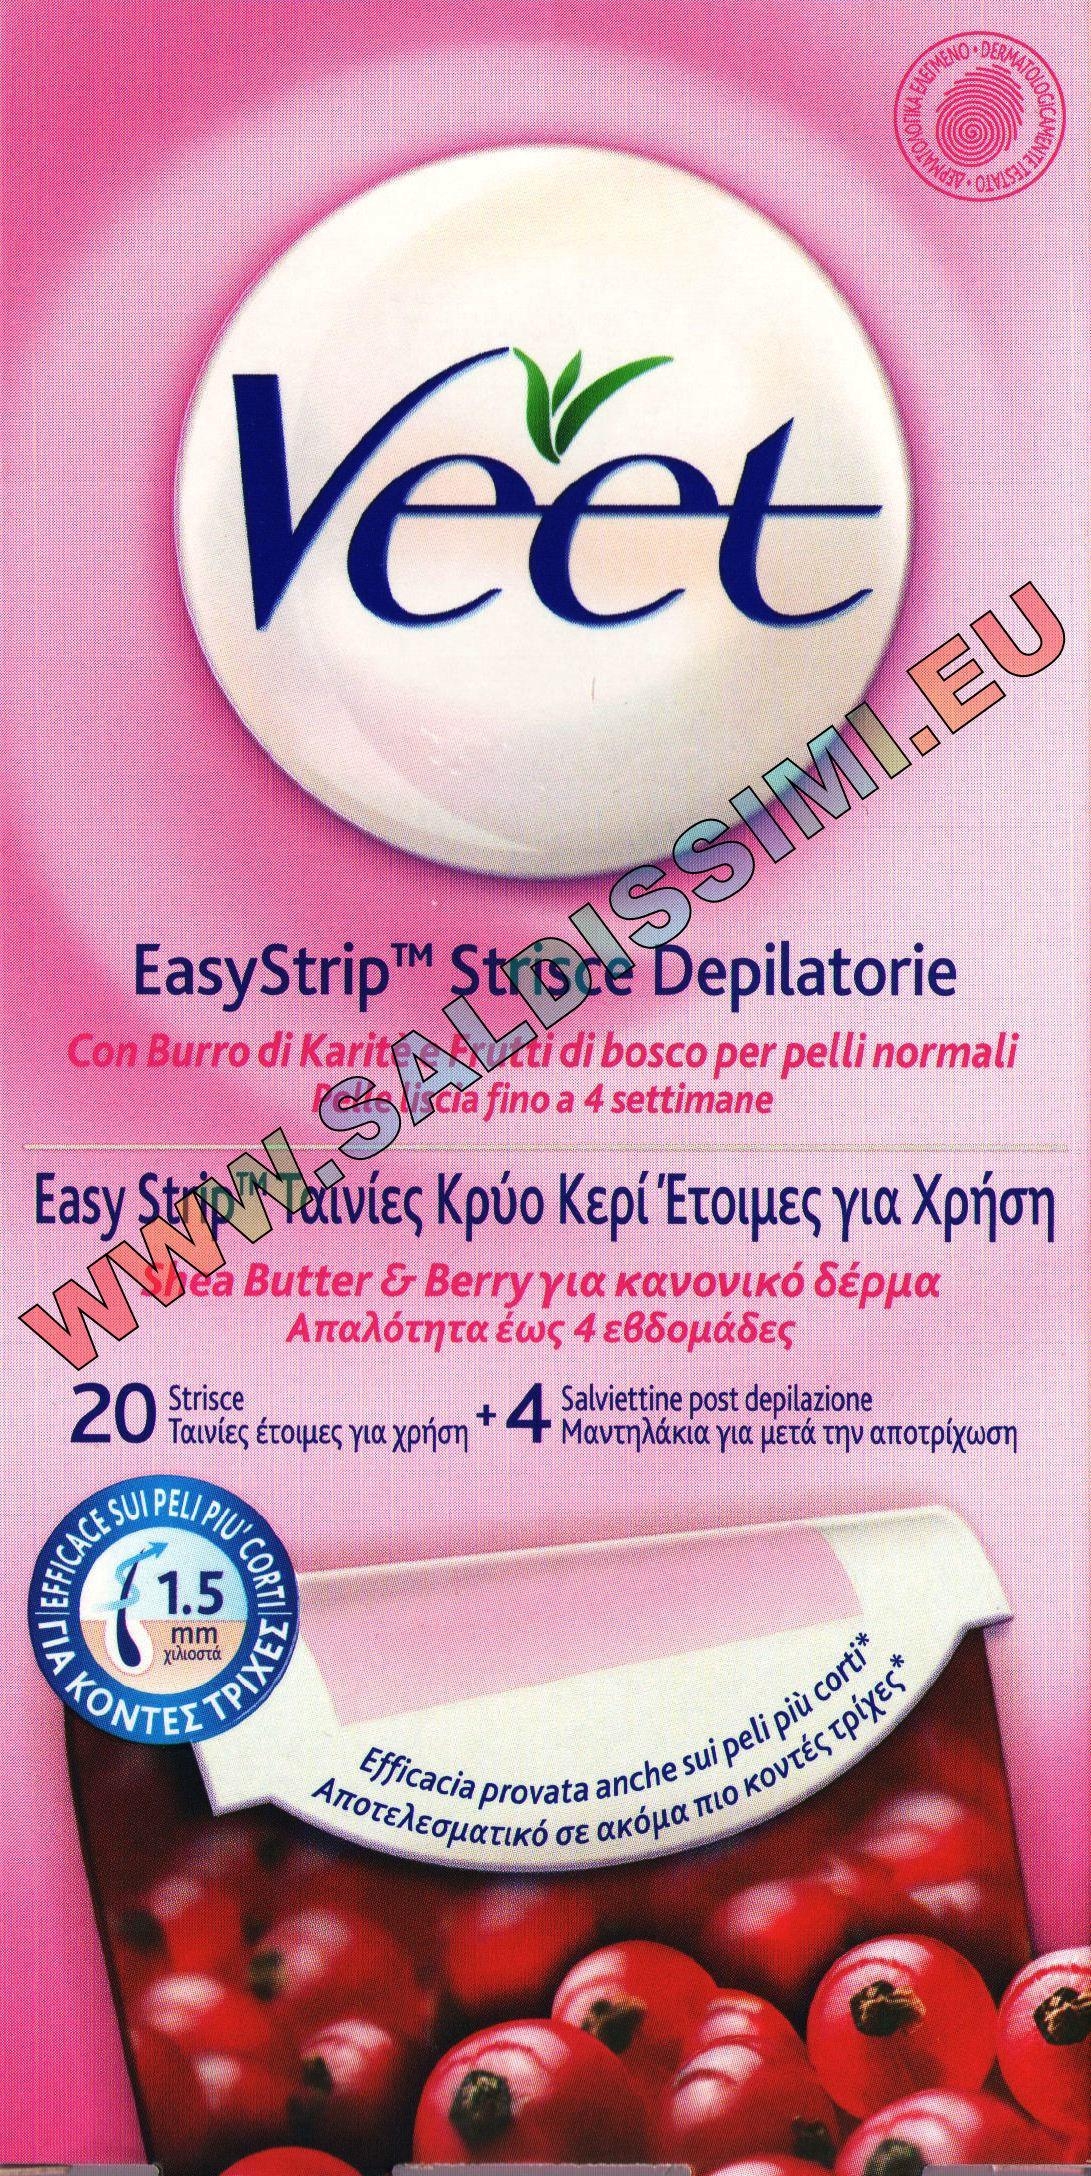 ΔΕΡΜΑΤΟΛΟΓΙΚΑ ΕΛΕΓΜΕΝΟ • DERMATOLOGICAMENTE TESTATO •
Veet
WWW.SALDISSIMI.EU
EasyStrip™ Strisce Depilatorie
Con Burro di Karitè e Frutti di bosco per pelli normali
Pelle liscia fino a 4 settimane
Easy Strip™ Ταινίες Κρύο Κερί Έτοιμες για Χρήση
Shea Butter & Berry για κανονικό δέρμα
Απαλότητα έως 4 εβδομάδες
20 Strisce + 4 Salviettine post depilazione
Ταινίες έτοιμες για χρήση Μαντηλάκια για μετά την αποτρίχωση
EFFICACE SUI PELI PIU' CORTI
1.5
mm
χιλιοστά
ΓΙΑ ΚΟΝΤΕΣ ΤΡΙΧΕΣ
Efficacia provata anche sui peli più corti*
Αποτελεσματικό σε ακόμα πιο κοντές τρίχες*